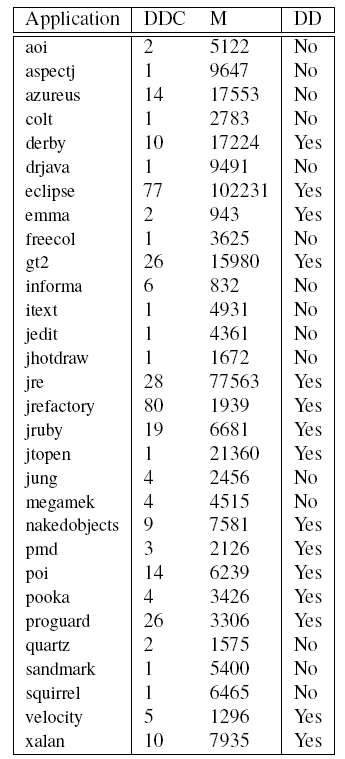 Application DDC M DD
aoi 2 5122 No
aspectj 1 9647 No
azureus 14 17553 No
colt 1 2783 No
derby 10 17224 Yes
drjava 1 9491 No
eclipse 77 102231 Yes
emma 2 943 Yes
freecol 1 3625 No
gt2 26 15980 Yes
informa 6 832 No
itext 1 4931 No
jedit 1 4361 No
jhotdraw 1 1672 No
jre 28 77563 Yes
jrefactory 80 1939 Yes
jruby 19 6681 Yes
jtopen 1 21360 Yes
jung 4 2456 No
megamek 4 4515 No
nakedobjects 9 7581 Yes
pmd 3 2126 Yes
poi 14 6239 Yes
pooka 4 3426 Yes
proguard 26 3306 Yes
quartz 2 1575 No
sandmark 1 5400 No
squirrel 1 6465 No
velocity 5 1296 Yes
xalan 10 7935 Yes